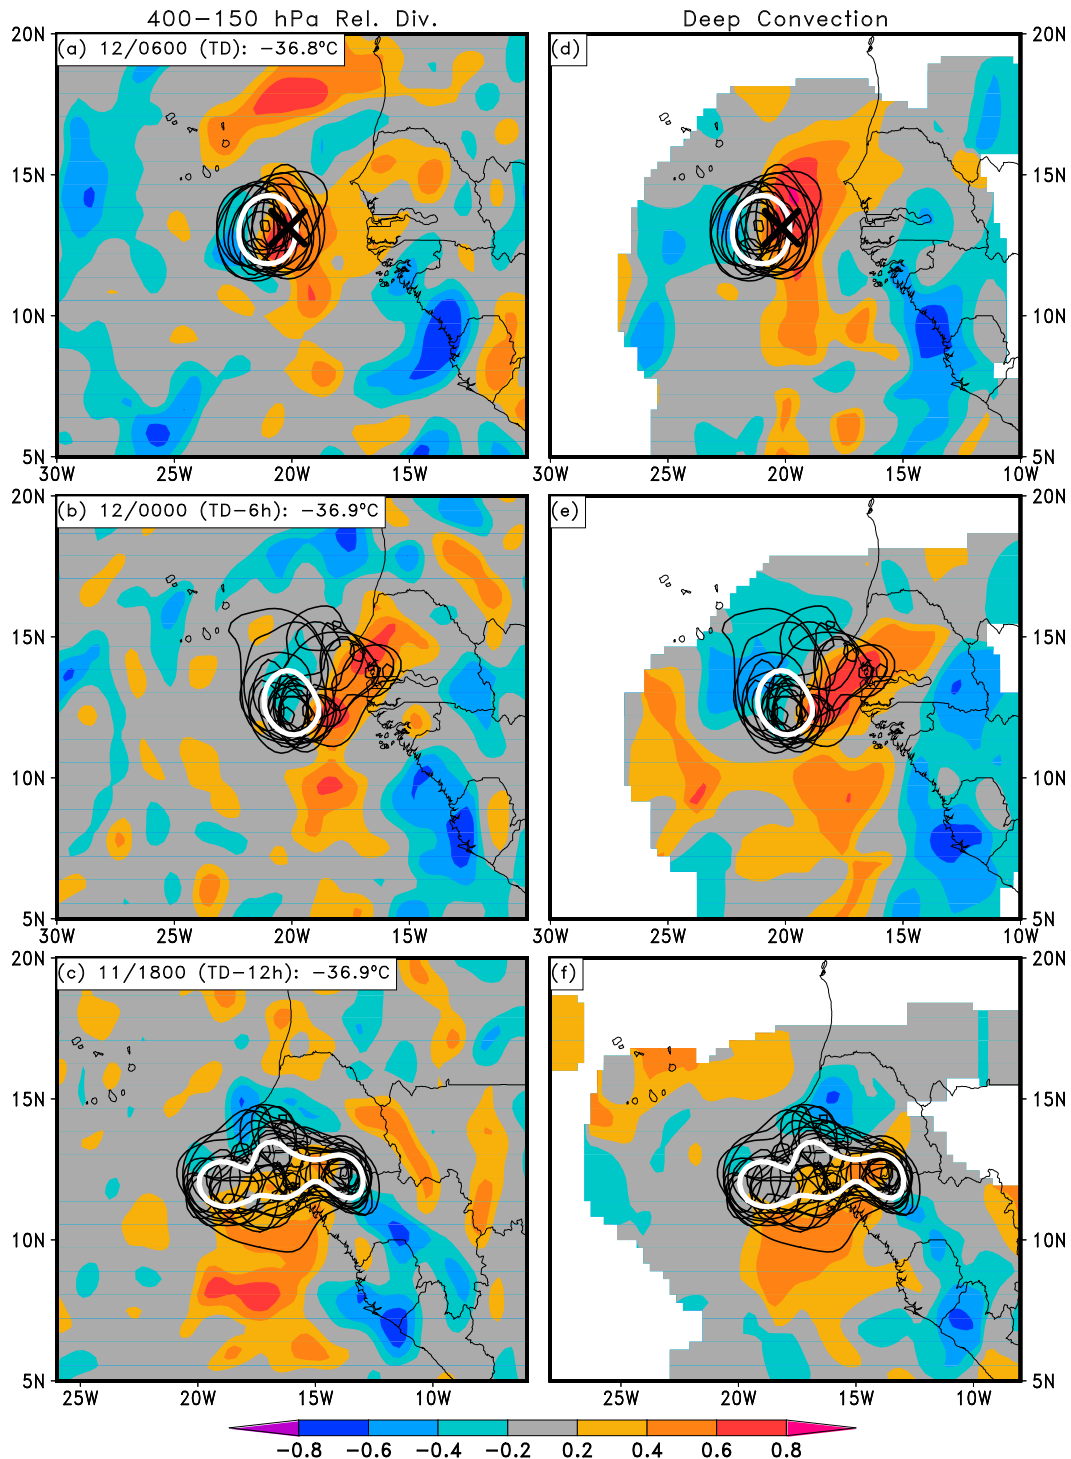 400−150 hPa Rel. Div.
Deep Convection
(a) 12/0600 (TD): −36.8°C
(d)
20N
15N
15N
10N
10N
5N
5N
30W
25W
20W
15W
30W
25W
20W
15W
10W
(b) 12/0000 (TD−6h): −36.9°C
(e)
20N
20N
15N
15N
10N
10N
5N
5N
30W
25W
20W
15W
30W
25W
20W
15W
10W
(c) 11/1800 (TD−12h): −36.9°C
(f)
20N
20N
15N
15N
10N
10N
5N
5N
25W
20W
15W
10W
25W
20W
15W
10W
−0.8
−0.6
−0.4
−0.2
0.2
0.4
0.6
0.8
20N